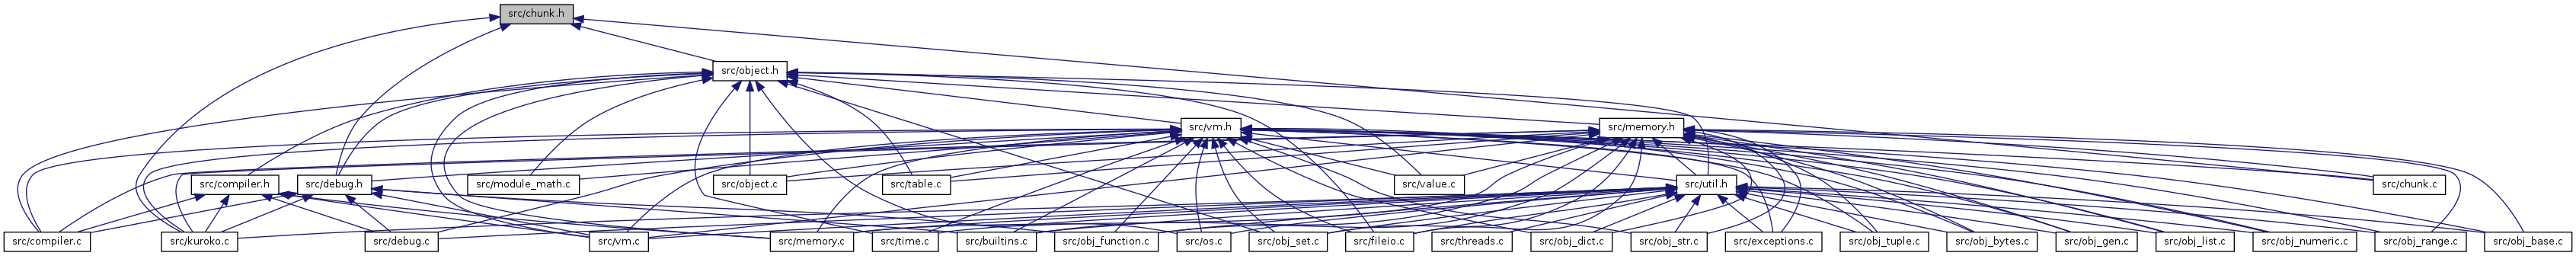 src/chunk.h
src/object.h
src/vm.h
src/memory.h
src/compiler.h
src/debug.h
src/module_math.c
src/object.c
src/table.c
src/value.c
src/util.h
src/chunk.c
src/compiler.c
src/kuroko.c
src/debug.c
src/vm.c
src/memory.c
src/time.c
src/builtins.c
src/obj_function.c
src/os.c
src/obj_set.c
src/fileio.c
src/threads.c
src/obj_dict.c
src/obj_str.c
src/exceptions.c
src/obj_tuple.c
src/obj_bytes.c
src/obj_gen.c
src/obj_list.c
src/obj_numeric.c
src/obj_range.c
src/obj_base.c